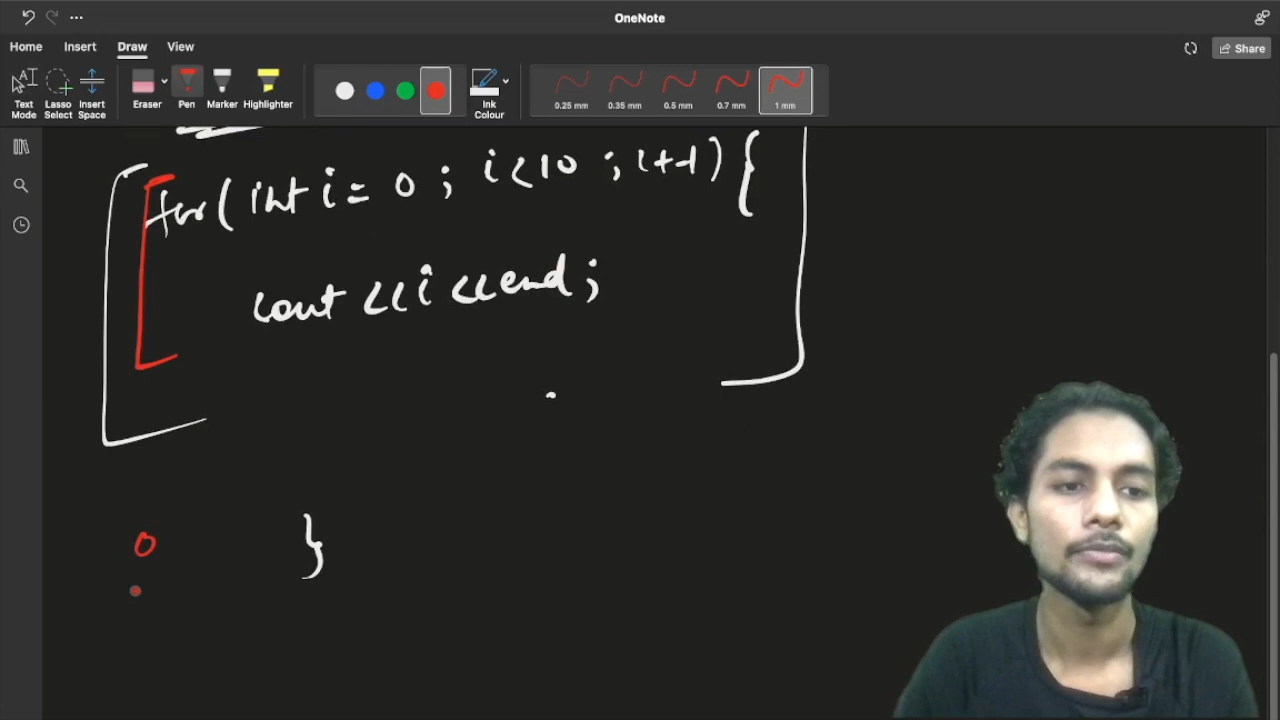 OneNote
Home Insert Draw View Share
Text Mode Lasso Select Insert Space Eraser Pen Marker Highlighter Ink Colour 0.25 mm 0.35 mm 0.5 mm 0.7 mm 1 mm
for( int i = 0 ; i<10 ; i++) {
cout <<i <<end;
}
0